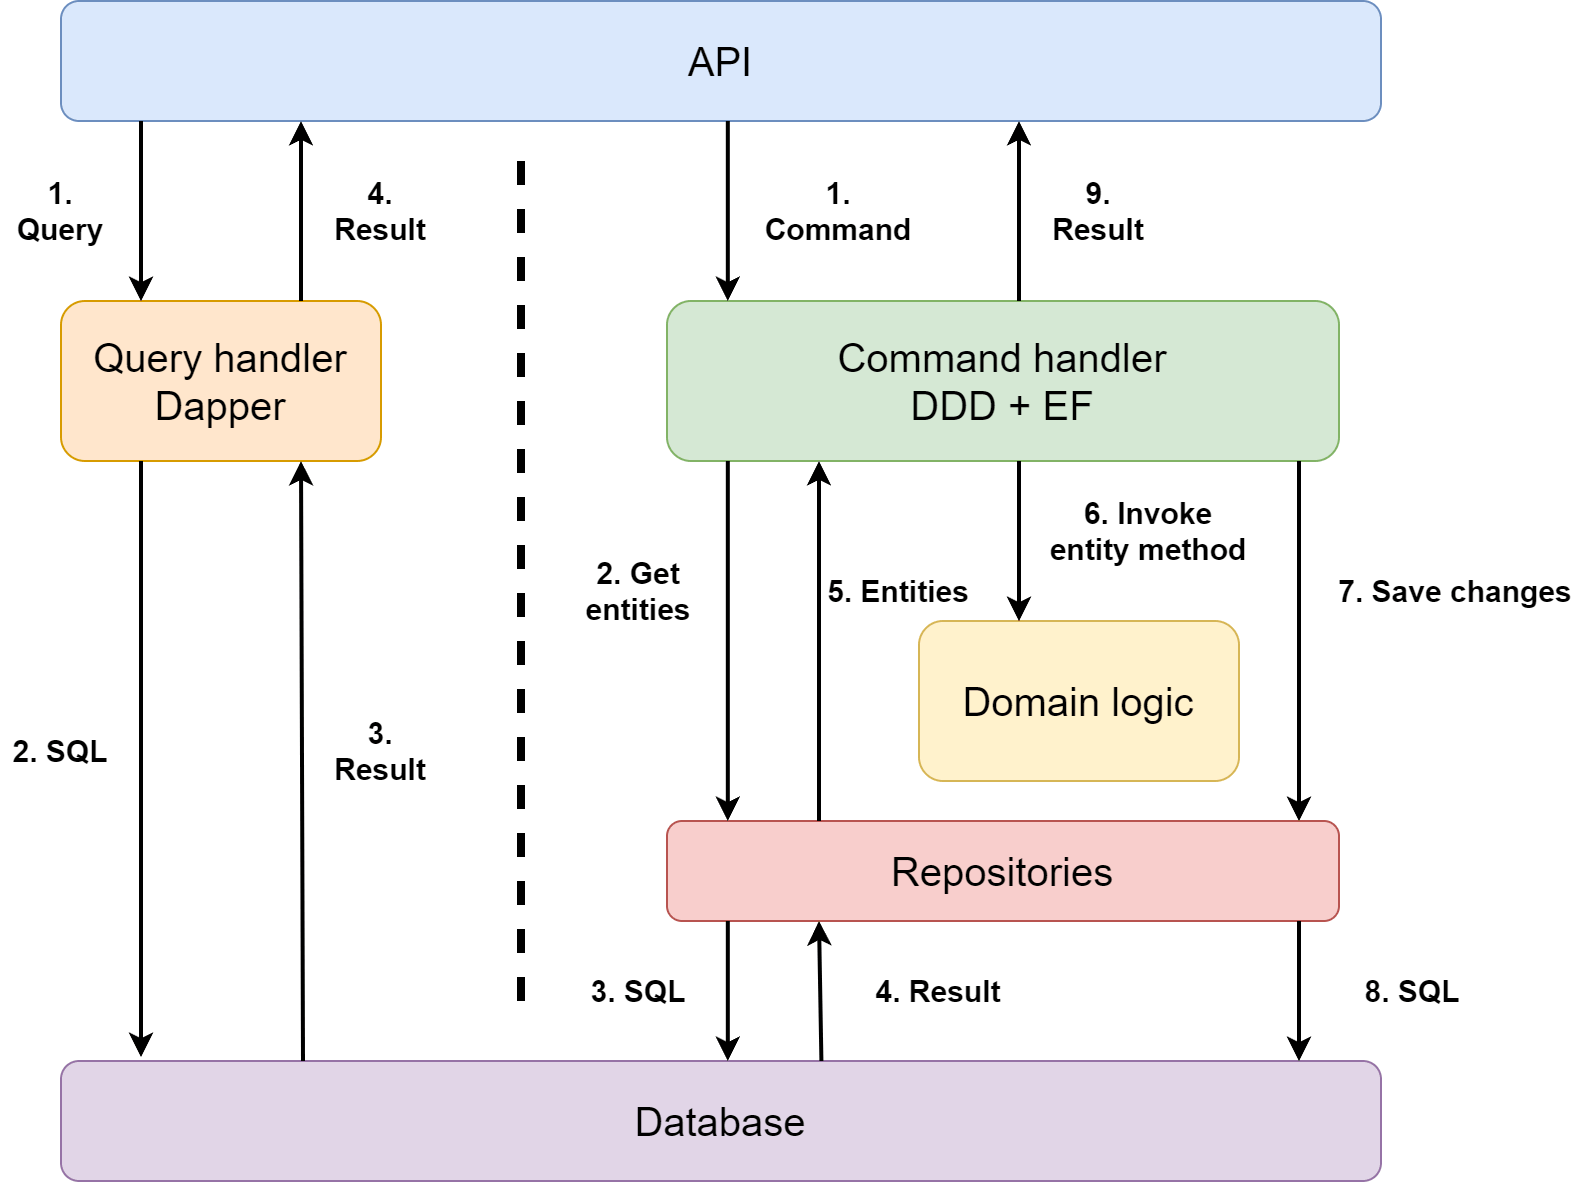 API
1.
Query
4.
Result
1.
Command
9.
Result
Query handler
Dapper
Command handler
DDD + EF
2. Get
entities
5. Entities
6. Invoke
entity method
7. Save changes
Domain logic
2. SQL
3.
Result
Repositories
3. SQL
4. Result
8. SQL
Database